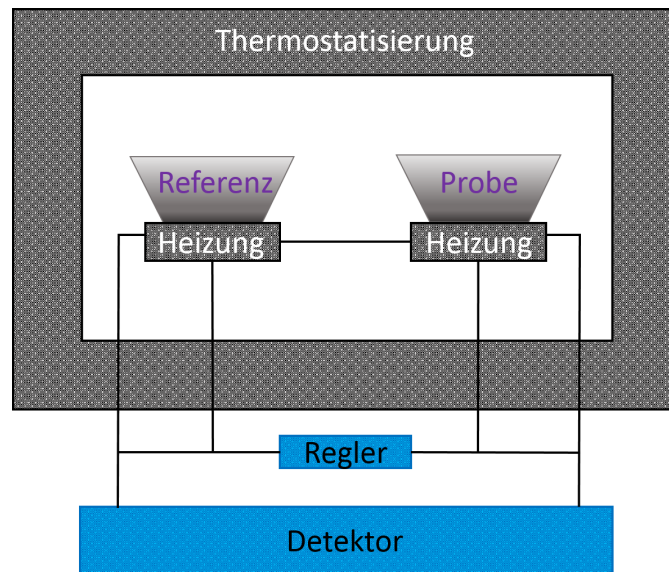 Thermostatisierung
Referenz
Probe
Heizung
Heizung
Regler
Detektor